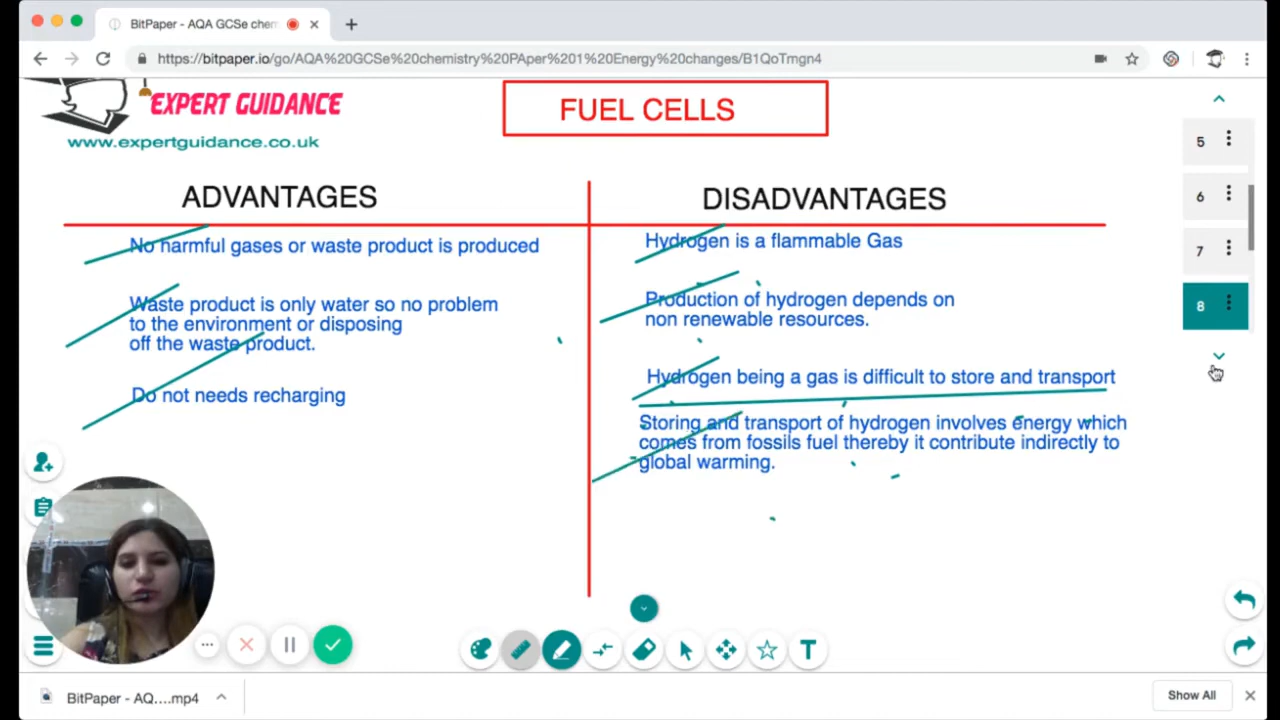 BitPaper - AQA GCSe chem
https://bitpaper.io/go/AQA%20GCSe%20chemistry%20PAper%201%20Energy%20changes/B1QoTmgn4
EXPERT GUIDANCE
www.expertguidance.co.uk
FUEL CELLS
ADVANTAGES
No harmful gases or waste product is produced
Waste product is only water so no problem
to the environment or disposing
off the waste product.
Do not needs recharging
DISADVANTAGES
Hydrogen is a flammable Gas
Production of hydrogen depends on
non renewable resources.
Hydrogen being a gas is difficult to store and transport
Storing and transport of hydrogen involves energy which
comes from fossils fuel thereby it contribute indirectly to
global warming.
5
6
7
8
T
BitPaper - AQ....mp4
Show All